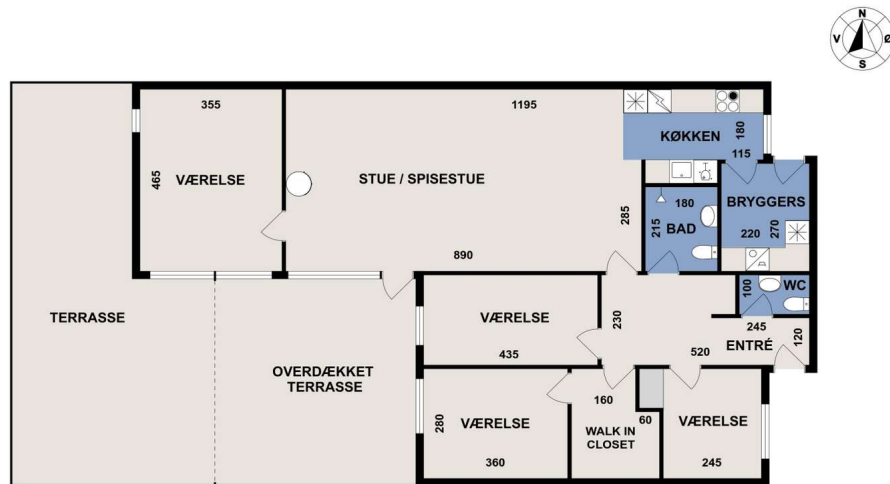 N
V Ø
S
355
1195
KØKKEN
180
115
465
VÆRELSE
STUE / SPISESTUE
180
285
215
BAD
BRYGGERS
220
270
890
100
WC
TERRASSE
VÆRELSE
230
245
ENTRÉ
120
435
520
OVERDÆKKET
TERRASSE
280
VÆRELSE
360
160
60
WALK IN
CLOSET
VÆRELSE
245